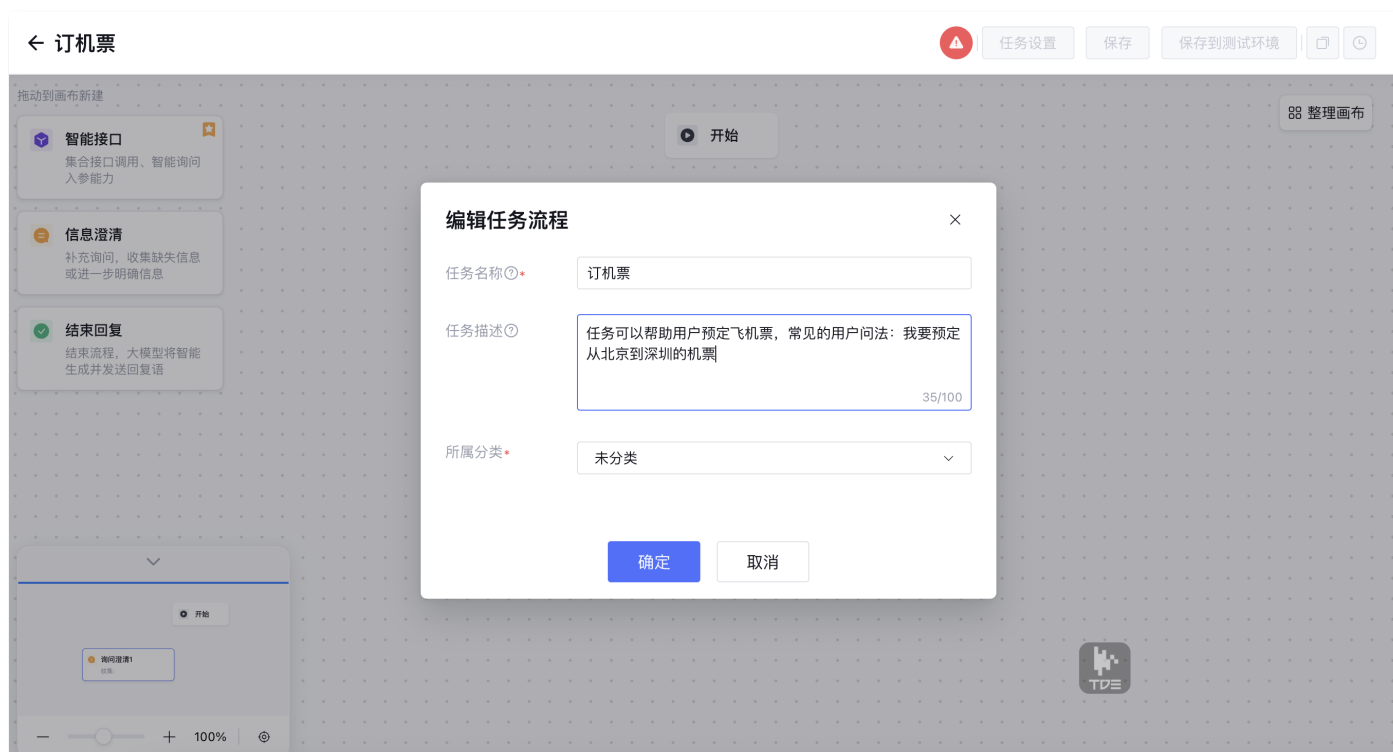 订机票
任务设置
保存
保存到测试环境
拖动到画布新建
智能接口
集合接口调用、智能询问
入参能力
信息澄清
补充询问，收集缺失信息
或进一步明确信息
结束回复
结束流程，大模型将智能
生成并发送回复语
开始
整理画布
编辑任务流程
任务名称*
订机票
任务描述
任务可以帮助用户预定飞机票，常见的用户问法：我要预定
从北京到深圳的机票
35/100
所属分类*
未分类
确定
取消
开始
询问澄清1
收集:
100%
TDE